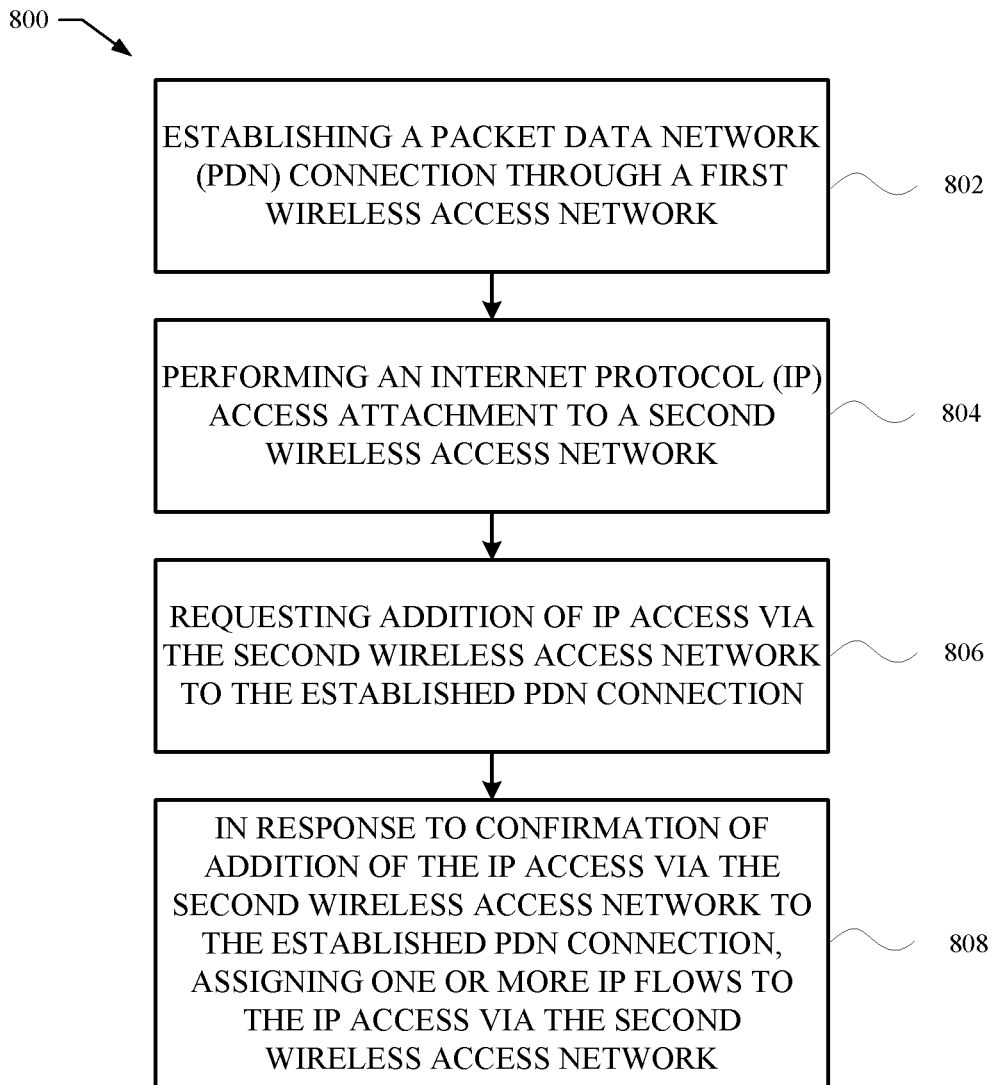 800
ESTABLISHING A PACKET DATA NETWORK
(PDN) CONNECTION THROUGH A FIRST
WIRELESS ACCESS NETWORK
802
PERFORMING AN INTERNET PROTOCOL (IP)
ACCESS ATTACHMENT TO A SECOND
WIRELESS ACCESS NETWORK
804
REQUESTING ADDITION OF IP ACCESS VIA
THE SECOND WIRELESS ACCESS NETWORK
TO THE ESTABLISHED PDN CONNECTION
806
IN RESPONSE TO CONFIRMATION OF
ADDITION OF THE IP ACCESS VIA THE
SECOND WIRELESS ACCESS NETWORK TO
THE ESTABLISHED PDN CONNECTION,
ASSIGNING ONE OR MORE IP FLOWS TO
THE IP ACCESS VIA THE SECOND
WIRELESS ACCESS NETWORK
808